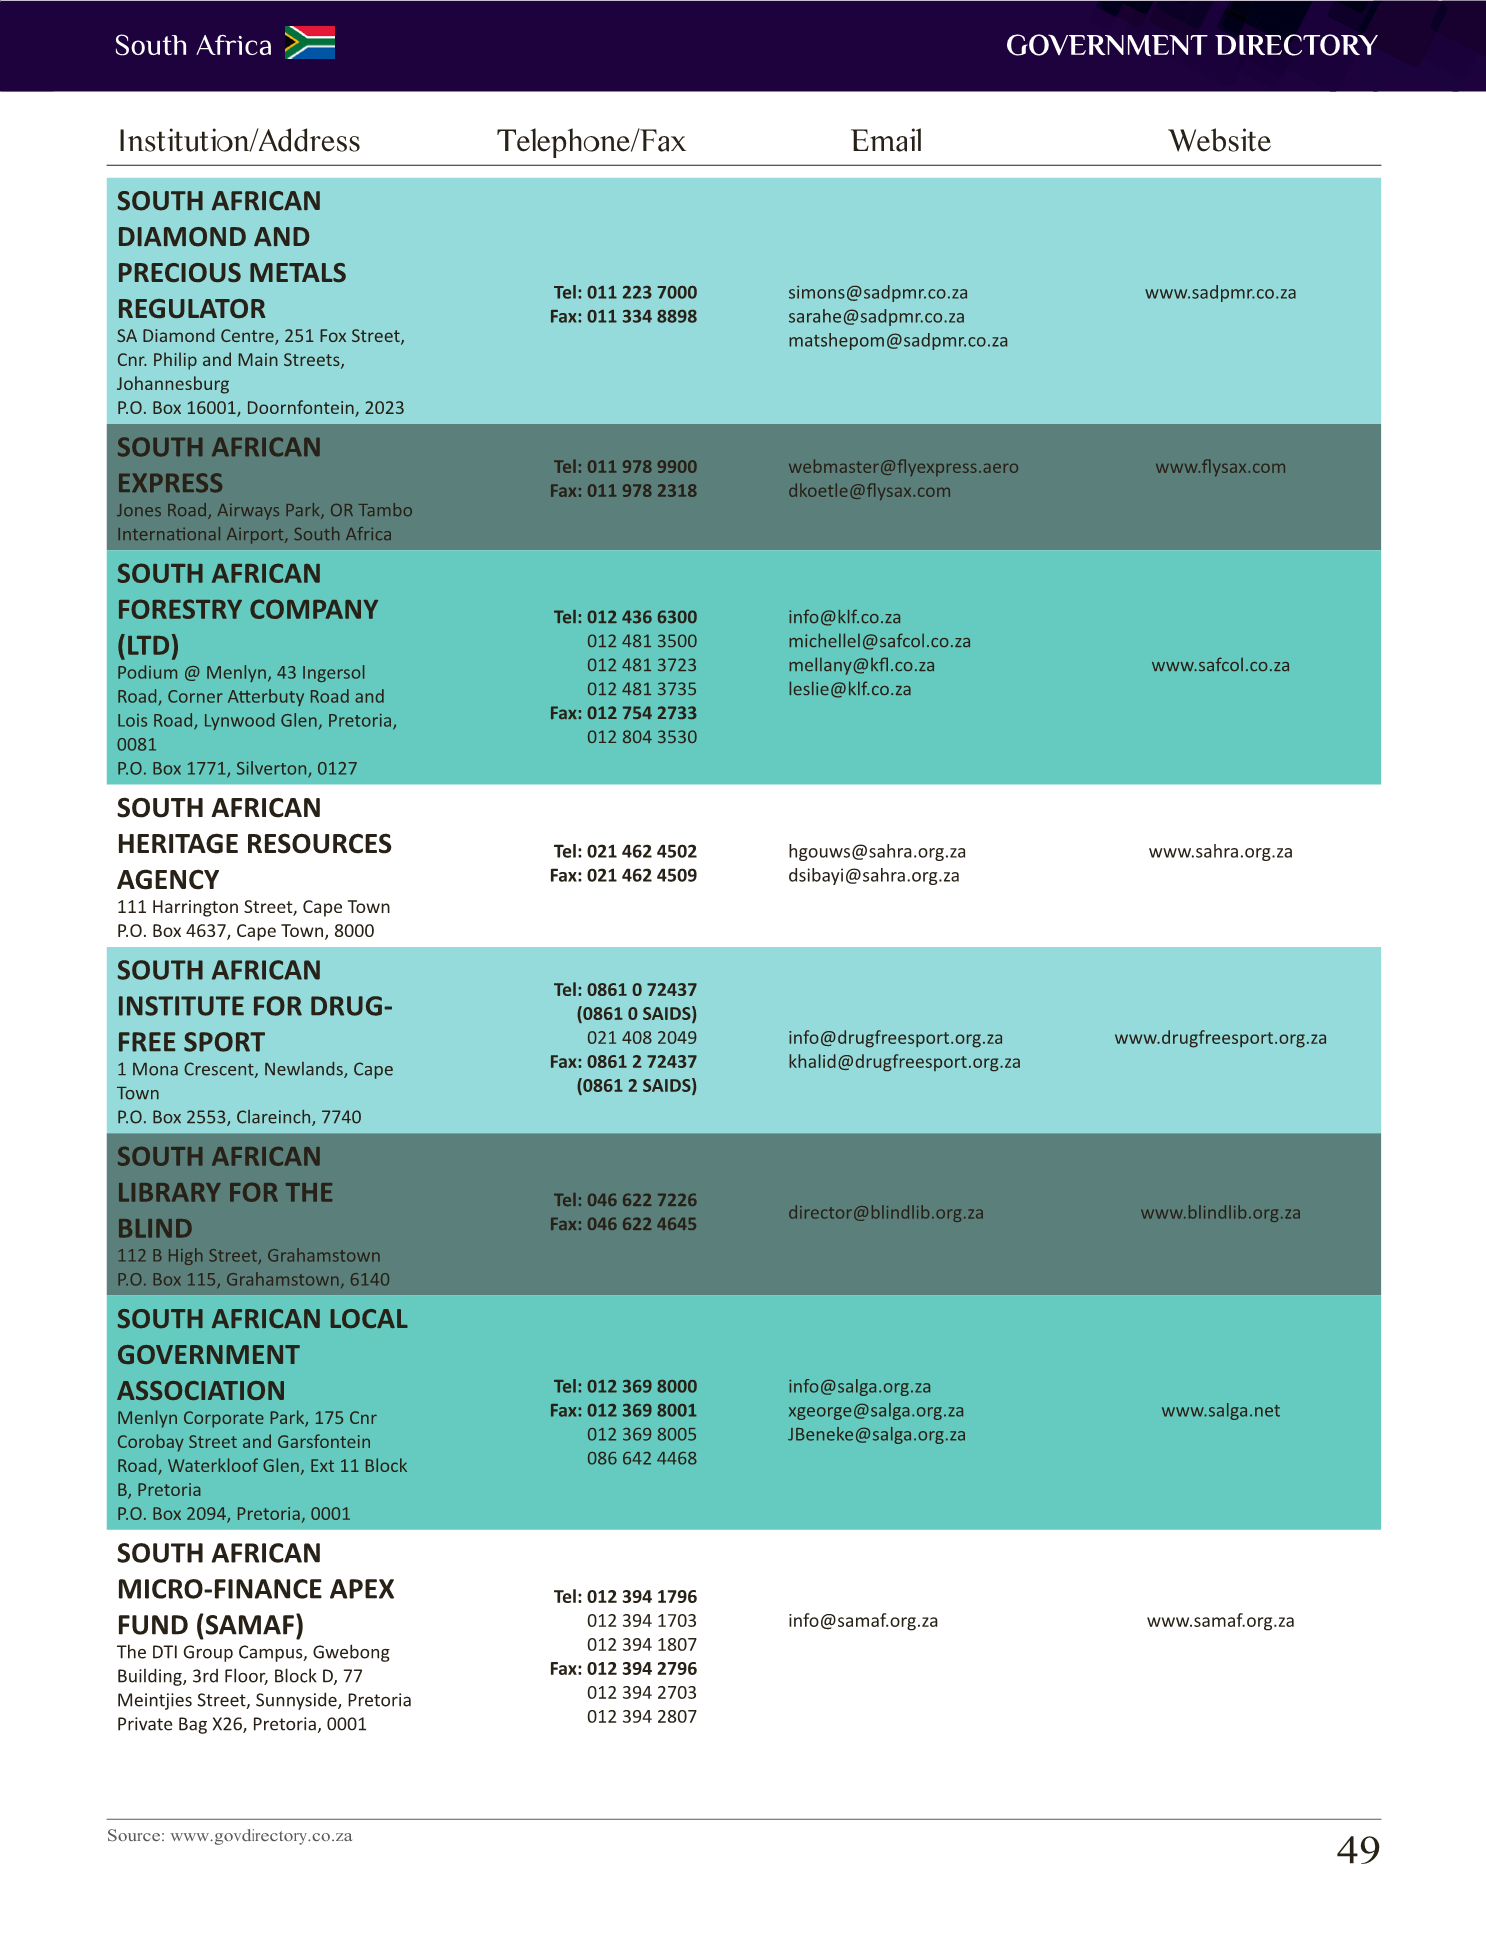 South Africa
GOVERNMENT DIRECTORY
Institution/Address
Telephone/Fax
Email
Website
SOUTH AFRICAN
DIAMOND AND
PRECIOUS METALS
REGULATOR
SA Diamond Centre, 251 Fox Street,
Cnr. Philip and Main Streets,
Johannesburg
P.O. Box 16001, Doornfontein, 2023
Tel: 011 223 7000
Fax: 011 334 8898
simons@sadpmr.co.za
sarahe@sadpmr.co.za
matshepom@sadpmr.co.za
www.sadpmr.co.za
SOUTH AFRICAN
EXPRESS
Jones Road, Airways Park, OR Tambo
International Airport, South Africa
Tel: 011 978 9900
Fax: 011 978 2318
webmaster@flyexpress.aero
dkoetle@flysax.com
www.flysax.com
SOUTH AFRICAN
FORESTRY COMPANY
(LTD)
Podium @ Menlyn, 43 Ingersol
Road, Corner Atterbuty Road and
Lois Road, Lynwood Glen, Pretoria,
0081
P.O. Box 1771, Silverton, 0127
Tel: 012 436 6300
012 481 3500
012 481 3723
012 481 3735
Fax: 012 754 2733
012 804 3530
info@klf.co.za
michellel@safcol.co.za
mellany@kfl.co.za
leslie@klf.co.za
www.safcol.co.za
SOUTH AFRICAN
HERITAGE RESOURCES
AGENCY
111 Harrington Street, Cape Town
P.O. Box 4637, Cape Town, 8000
Tel: 021 462 4502
Fax: 021 462 4509
hgouws@sahra.org.za
dsibayi@sahra.org.za
www.sahra.org.za
SOUTH AFRICAN
INSTITUTE FOR DRUG-
FREE SPORT
1 Mona Crescent, Newlands, Cape
Town
P.O. Box 2553, Clareinch, 7740
Tel: 0861 0 72437
(0861 0 SAIDS)
021 408 2049
Fax: 0861 2 72437
(0861 2 SAIDS)
info@drugfreesport.org.za
khalid@drugfreesport.org.za
www.drugfreesport.org.za
SOUTH AFRICAN
LIBRARY FOR THE
BLIND
112 B High Street, Grahamstown
P.O. Box 115, Grahamstown, 6140
Tel: 046 622 7226
Fax: 046 622 4645
director@blindlib.org.za
www.blindlib.org.za
SOUTH AFRICAN LOCAL
GOVERNMENT
ASSOCIATION
Menlyn Corporate Park, 175 Cnr
Corobay Street and Garsfontein
Road, Waterkloof Glen, Ext 11 Block
B, Pretoria
P.O. Box 2094, Pretoria, 0001
Tel: 012 369 8000
Fax: 012 369 8001
012 369 8005
086 642 4468
info@salga.org.za
xgeorge@salga.org.za
JBeneke@salga.org.za
www.salga.net
SOUTH AFRICAN
MICRO-FINANCE APEX
FUND (SAMAF)
The DTI Group Campus, Gwebong
Building, 3rd Floor, Block D, 77
Meintjies Street, Sunnyside, Pretoria
Private Bag X26, Pretoria, 0001
Tel: 012 394 1796
012 394 1703
012 394 1807
Fax: 012 394 2796
012 394 2703
012 394 2807
info@samaf.org.za
www.samaf.org.za
Source: www.govdirectory.co.za
49